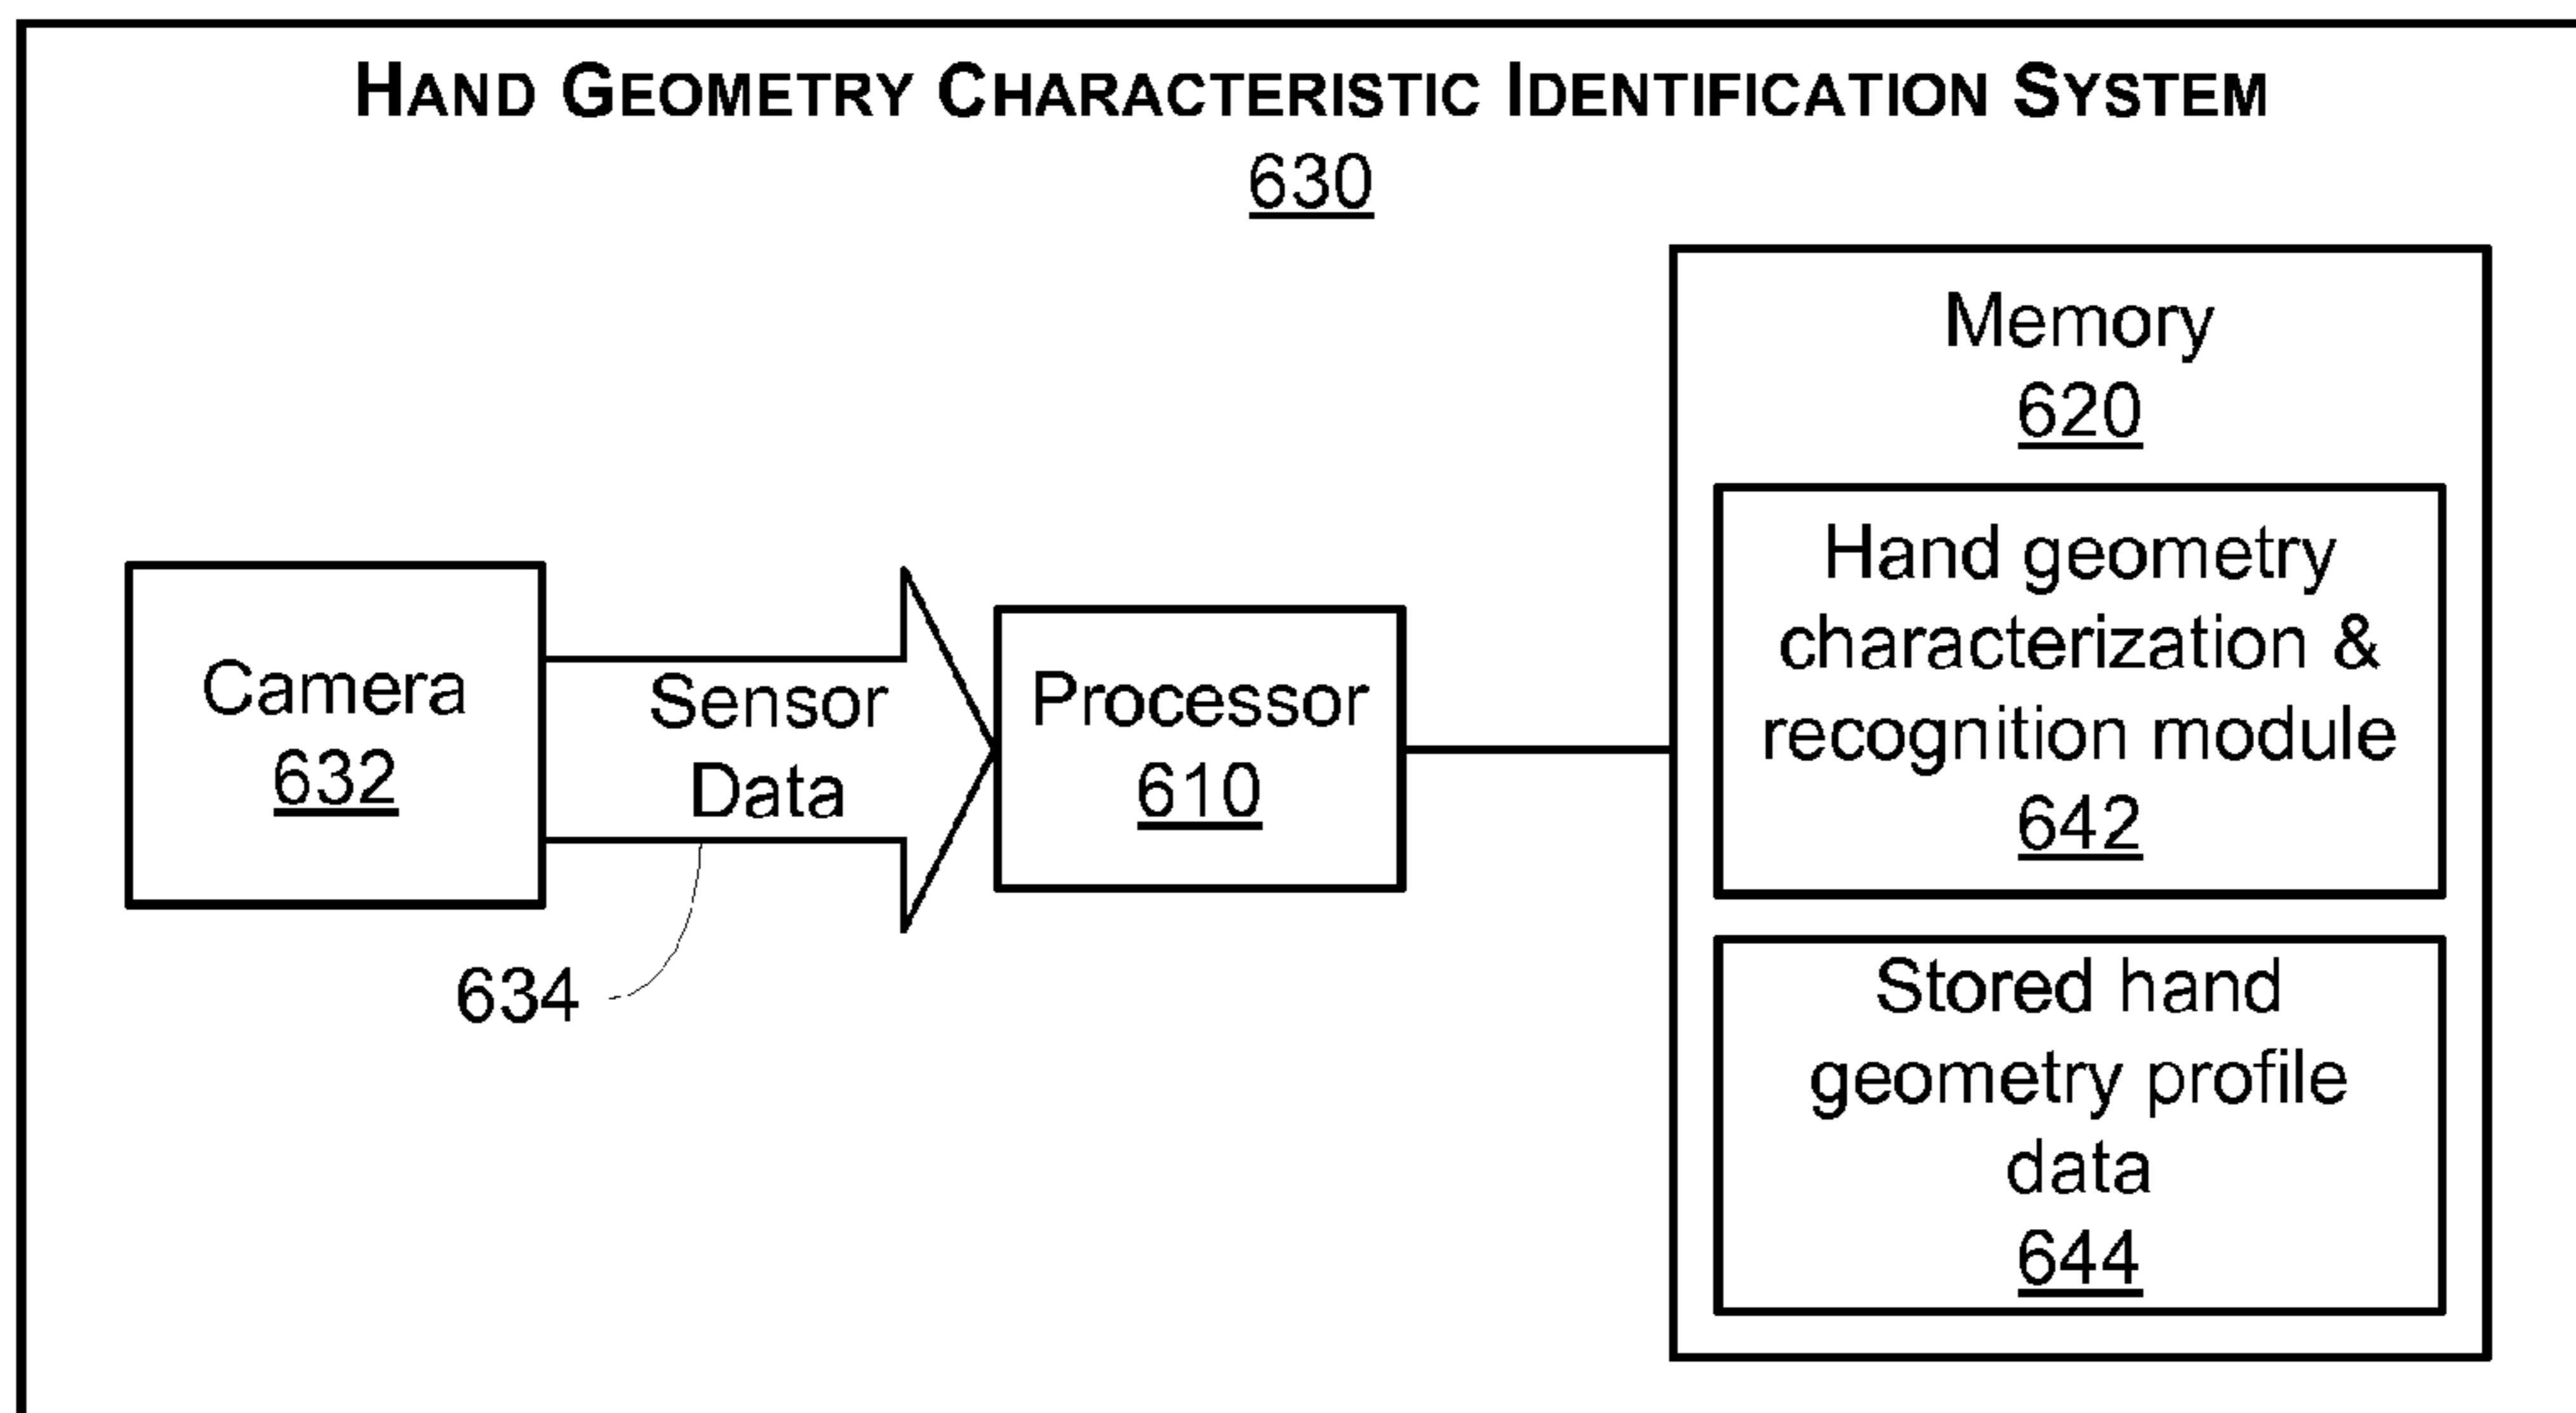 HAND GEOMETRY CHARACTERISTIC IDENTIFICATION SYSTEM
630
Memory
620
Hand geometry
characterization &
recognition module
642
Camera
632
Sensor
Data
Processor
610
634
Stored hand
geometry profile
data
644